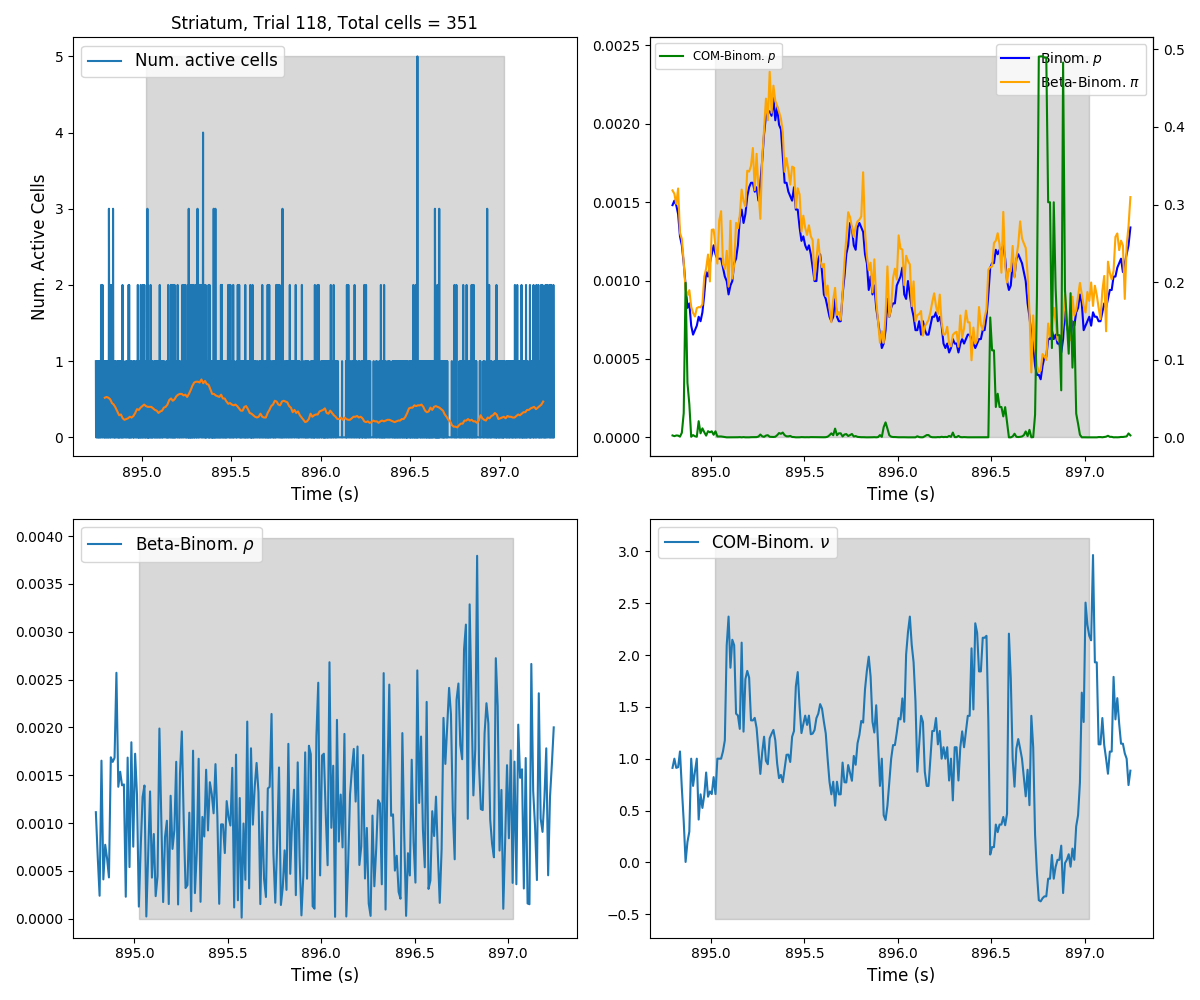 Striatum, Trial 118, Total cells = 351
Num. active cells
Num. Active Cells
5
4
3
2
1
0
895.0 895.5 896.0 896.5 897.0
Time (s)
COM-Binom. p
Binom. p
Beta-Binom. π
0.0025
0.0020
0.0015
0.0010
0.0005
0.0000
0.5
0.4
0.3
0.2
0.1
0.0
895.0 895.5 896.0 896.5 897.0
Time (s)
Beta-Binom. ρ
0.0040
0.0035
0.0030
0.0025
0.0020
0.0015
0.0010
0.0005
0.0000
895.0 895.5 896.0 896.5 897.0
Time (s)
COM-Binom. ν
3.0
2.5
2.0
1.5
1.0
0.5
0.0
−0.5
895.0 895.5 896.0 896.5 897.0
Time (s)